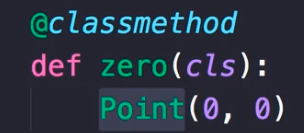 @classmethod
def zero(cls):
    Point(0, 0)